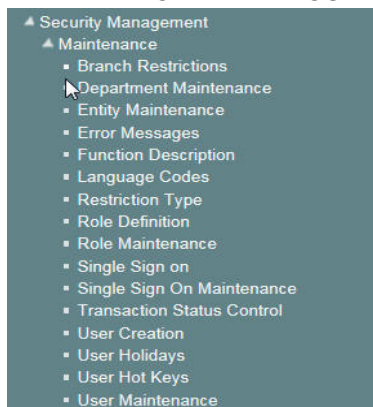 Security Management
Maintenance
Branch Restrictions
Department Maintenance
Entity Maintenance
Error Messages
Function Description
Language Codes
Restriction Type
Role Definition
Role Maintenance
Single Sign on
Single Sign On Maintenance
Transaction Status Control
User Creation
User Holidays
User Hot Keys
User Maintenance